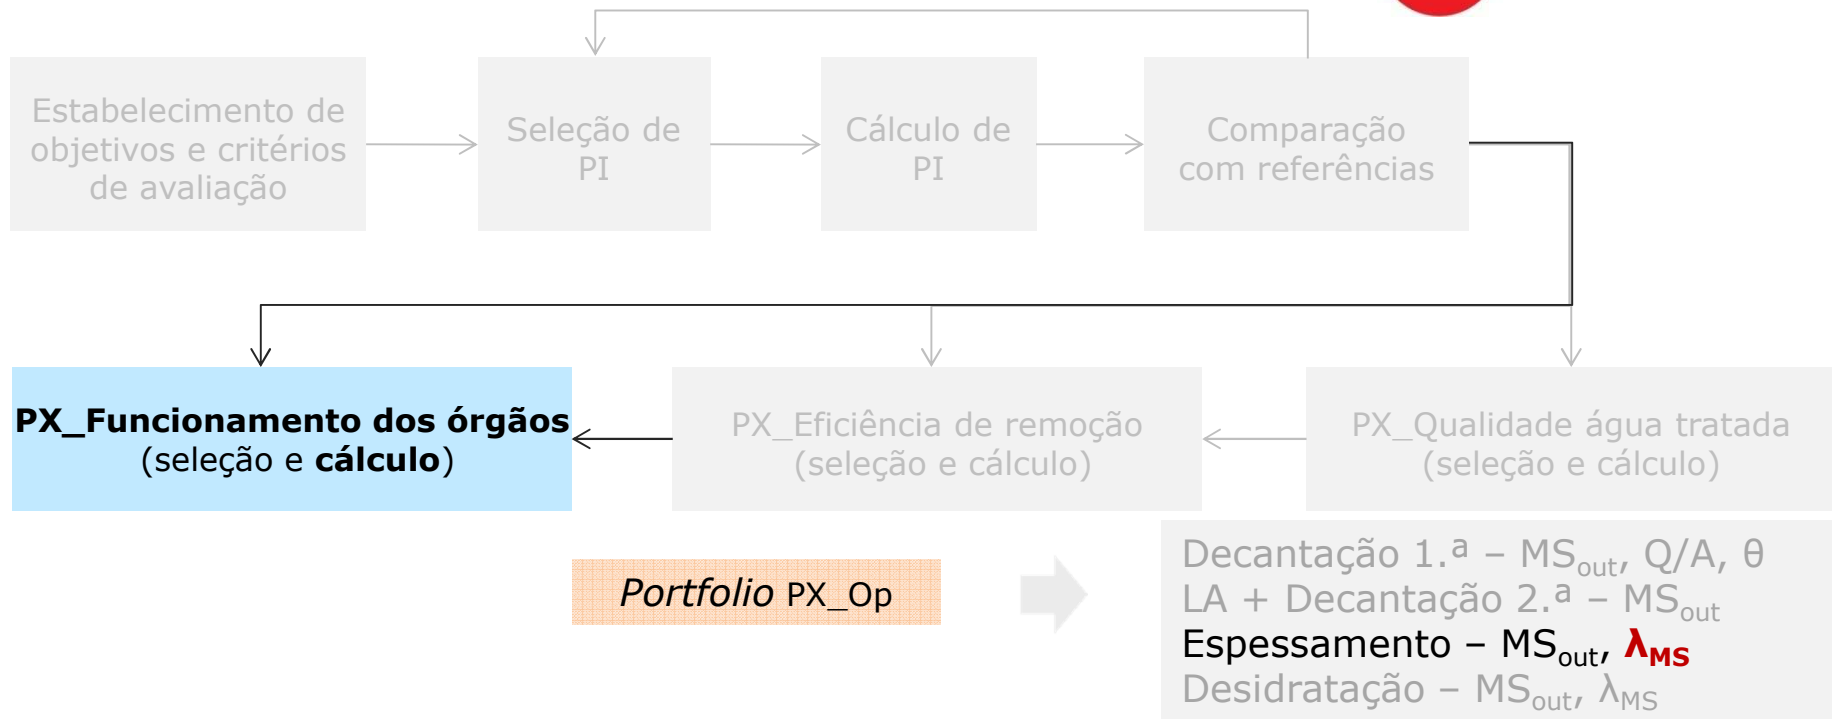 Estabelecimento de
objetivos e critérios
de avaliação
Seleção de
PI
Cálculo de
PI
Comparação
com referências
PX_Funcionamento dos órgãos
(seleção e cálculo)
PX_Eficiência de remoção
(seleção e cálculo)
PX_Qualidade água tratada
(seleção e cálculo)
Portfolio PX_Op
Decantação 1.ª – MSout, Q/A, θ
LA + Decantação 2.ª – MSout
Espessamento – MSout, λMS
Desidratação – MSout, λMS